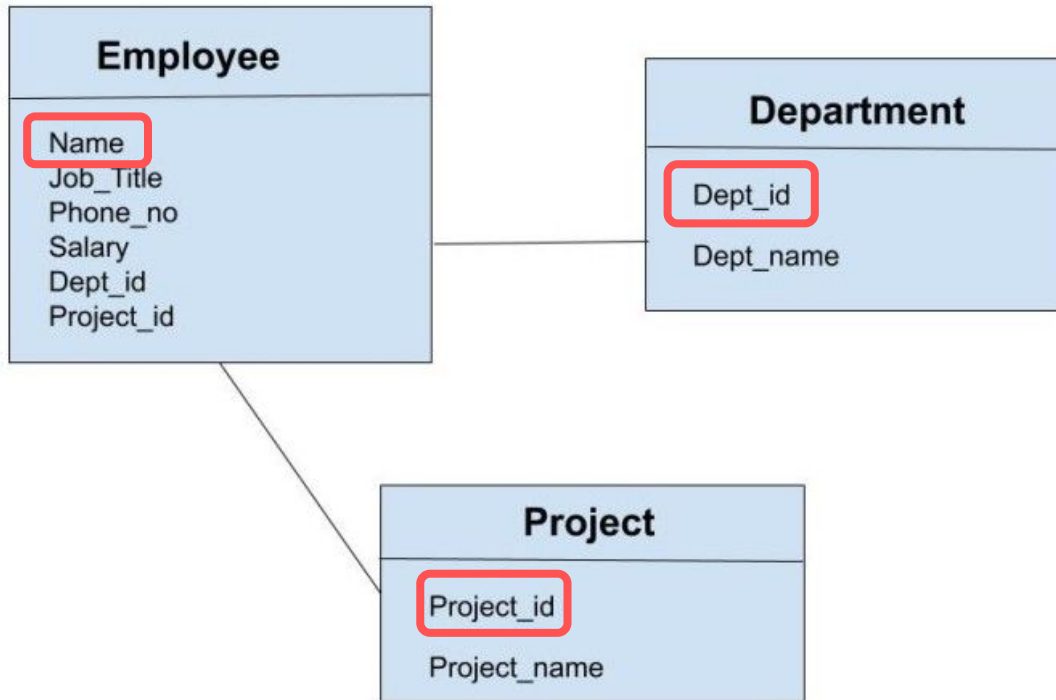 Employee
Name
Job_Title
Phone_no
Salary
Dept_id
Project_id
Department
Dept_id
Dept_name
Project
Project_id
Project_name